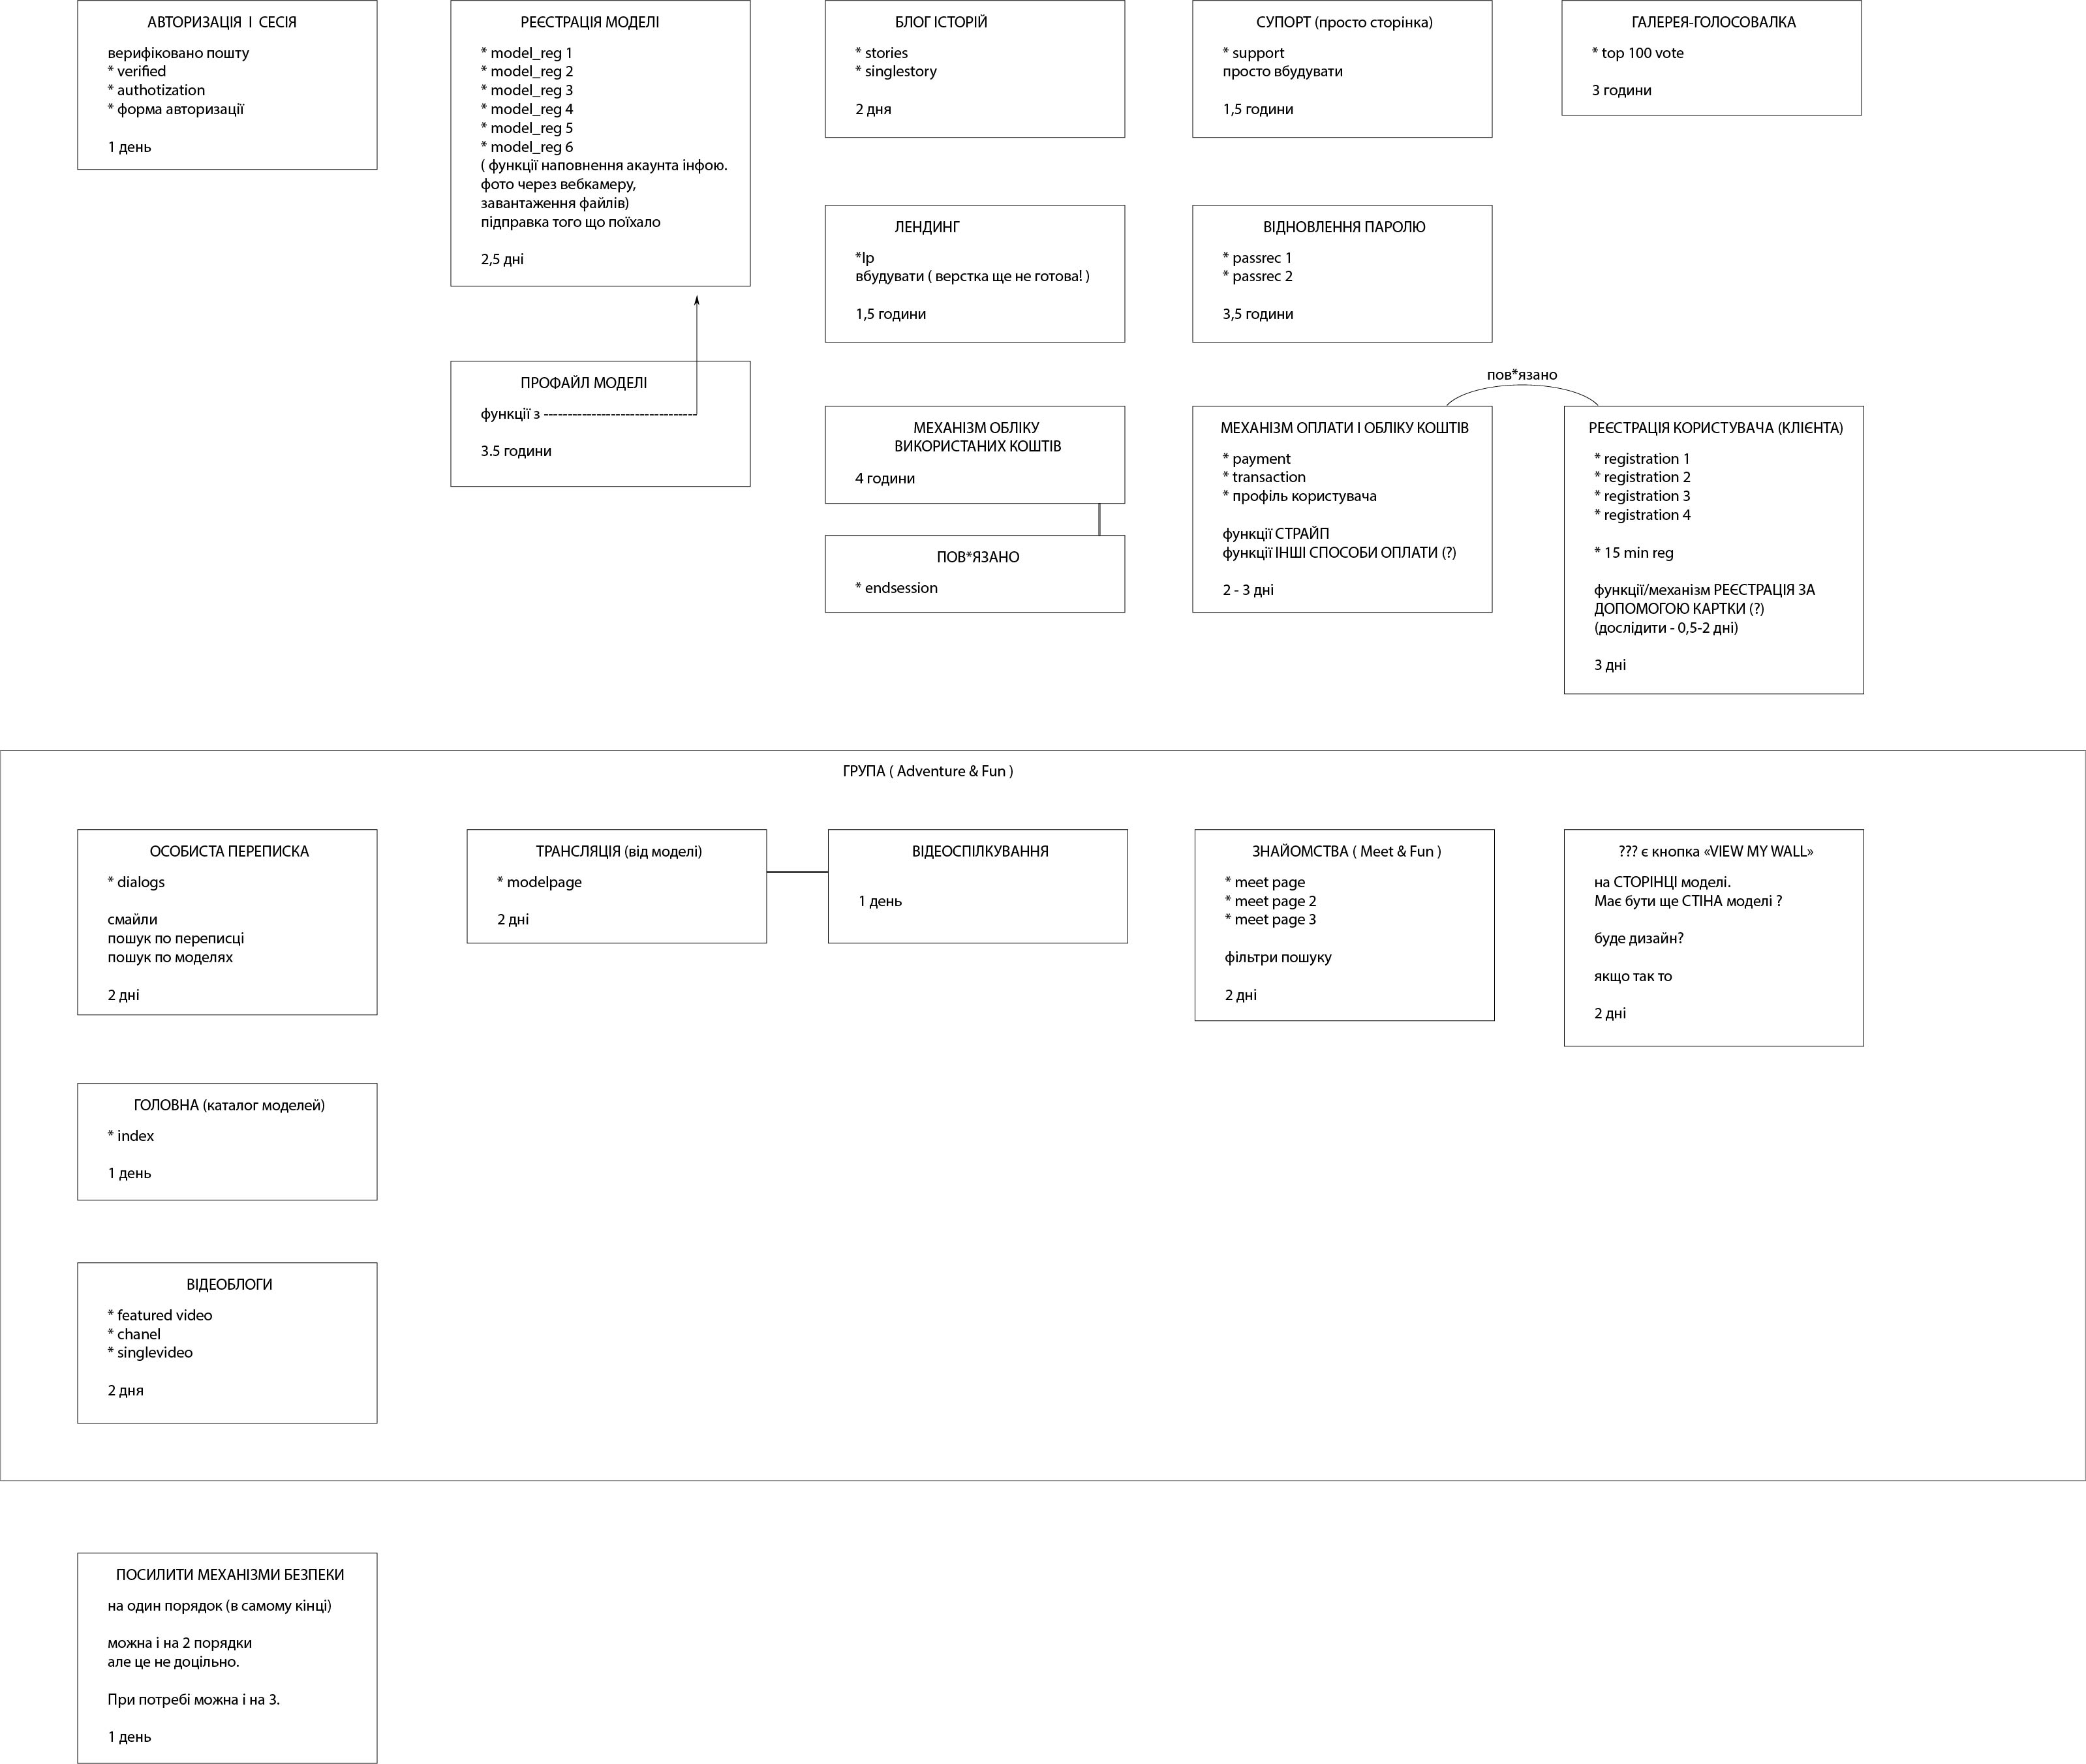 АВТОРИЗАЦІЯ І СЕСІЯ
верифіковано пошту
* verified
* authotization
* форма авторизації
1 день
РЕЄСТРАЦІЯ МОДЕЛІ
* model_reg 1
* model_reg 2
* model_reg 3
* model_reg 4
* model_reg 5
* model_reg 6
( функції наповнення акаунта інфою.
фото через вебкамеру,
завантаження файлів)
підправка того що поїхало
2,5 дні
БЛОГ ІСТОРІЙ
* stories
* singlestory
2 дня
СУПОРТ (просто сторінка)
* support
просто вбудувати
1,5 години
ГАЛЕРЕЯ-ГОЛОСОВАЛКА
* top 100 vote
3 години
ЛЕНДИНГ
*lp
вбудувати ( верстка ще не готова! )
1,5 години
ВІДНОВЛЕННЯ ПАРОЛЮ
* passrec 1
* passrec 2
3,5 години
ПРОФАЙЛ МОДЕЛІ
функції з --------------------------------
3.5 години
МЕХАНІЗМ ОБЛІКУ
ВИКОРИСТАНИХ КОШТІВ
4 години
ПОВ*ЯЗАНО
* endsession
пов*язано
МЕХАНІЗМ ОПЛАТИ І ОБЛІКУ КОШТІВ
* payment
* transaction
* профіль користувача
функції СТРАЙП
функції ІНШІ СПОСОБИ ОПЛАТИ (?)
2 - 3 дні
РЕЄСТРАЦІЯ КОРИСТУВАЧА (КЛІЄНТА)
* registration 1
* registration 2
* registration 3
* registration 4
* 15 min reg
функції/механізм РЕЄСТРАЦІЯ ЗА
ДОПОМОГОЮ КАРТКИ (?)
(дослідити - 0,5-2 дні)
3 дні
ГРУПА ( Adventure & Fun )
ОСОБИСТА ПЕРЕПИСКА
* dialogs
смайли
пошук по переписці
пошук по моделях
2 дні
ТРАНСЛЯЦІЯ (від моделі)
* modelpage
2 дні
ВІДЕОСПІЛКУВАННЯ
1 день
ЗНАЙОМСТВА ( Meet & Fun )
* meet page
* meet page 2
* meet page 3
фільтри пошуку
2 дні
??? є кнопка «VIEW MY WALL»
на СТОРІНЦІ моделі.
Має бути ще СТІНА моделі ?
буде дизайн?
якщо так то
2 дні
ГОЛОВНА (каталог моделей)
* index
1 день
ВІДЕОБЛОГИ
* featured video
* chanel
* singlevideo
2 дня
ПОСИЛИТИ МЕХАНІЗМИ БЕЗПЕКИ
на один порядок (в самому кінці)
можна і на 2 порядки
але це не доцільно.
При потребі можна і на 3.
1 день